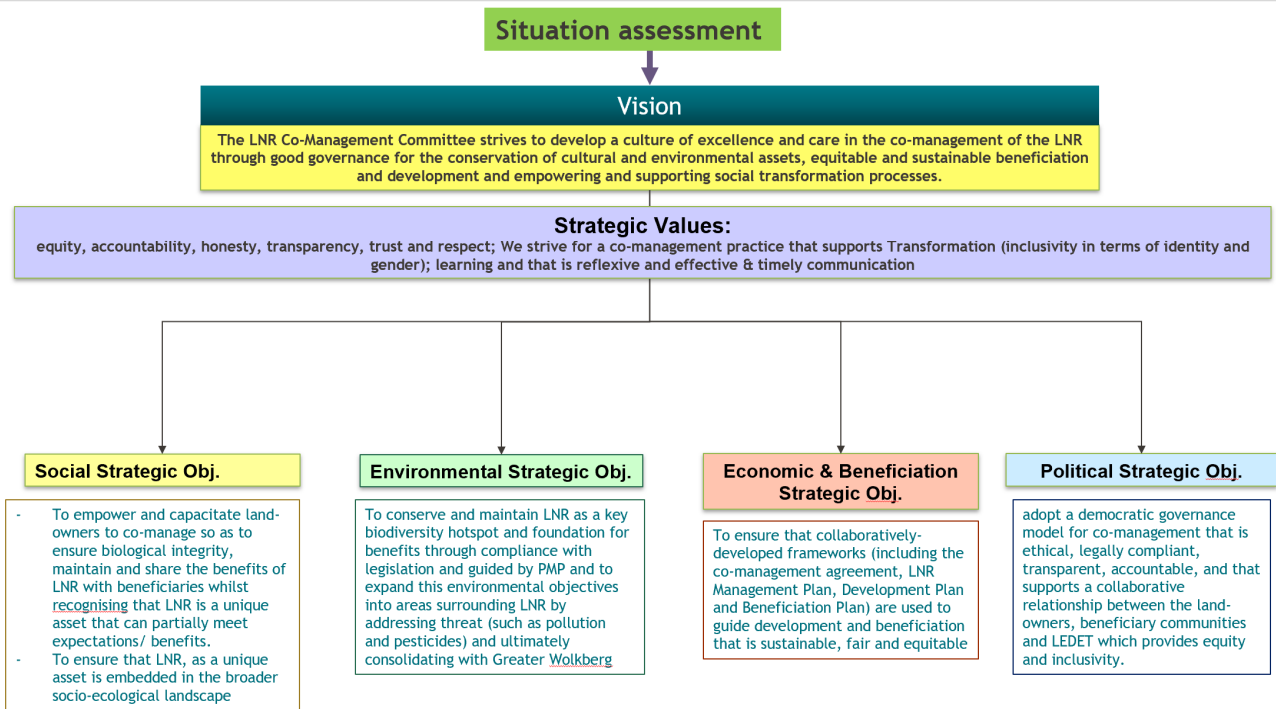 Situation assessment
Vision
The LNR Co-Management Committee strives to develop a culture of excellence and care in the co-management of the LNR
through good governance for the conservation of cultural and environmental assets, equitable and sustainable beneficiation
and development and empowering and supporting social transformation processes.
Strategic Values:
equity, accountability, honesty, transparency, trust and respect; We strive for a co-management practice that supports Transformation (inclusivity in terms of identity and
gender); learning and that is reflexive and effective & timely communication
Social Strategic Obj.
- To empower and capacitate land-
owners to co-manage so as to
ensure biological integrity,
maintain and share the benefits of
LNR with beneficiaries whilst
recognising that LNR is a unique
asset that can partially meet
expectations/ benefits.
- To ensure that LNR, as a unique
asset is embedded in the broader
socio-ecological landscape
Environmental Strategic Obj.
To conserve and maintain LNR as a key
biodiversity hotspot and foundation for
benefits through compliance with
legislation and guided by PMP and to
expand this environmental objectives
into areas surrounding LNR by
addressing threat (such as pollution
and pesticides) and ultimately
consolidating with Greater Wolkberg
Economic & Beneficiation
Strategic Obj.
To ensure that collaboratively-
developed frameworks (including the
co-management agreement, LNR
Management Plan, Development Plan
and Beneficiation Plan) are used to
guide development and beneficiation
that is sustainable, fair and equitable
Political Strategic Obj.
adopt a democratic governance
model for co-management that is
ethical, legally compliant,
transparent, accountable, and that
supports a collaborative
relationship between the land-
owners, beneficiary communities
and LEDET which provides equity
and inclusivity.